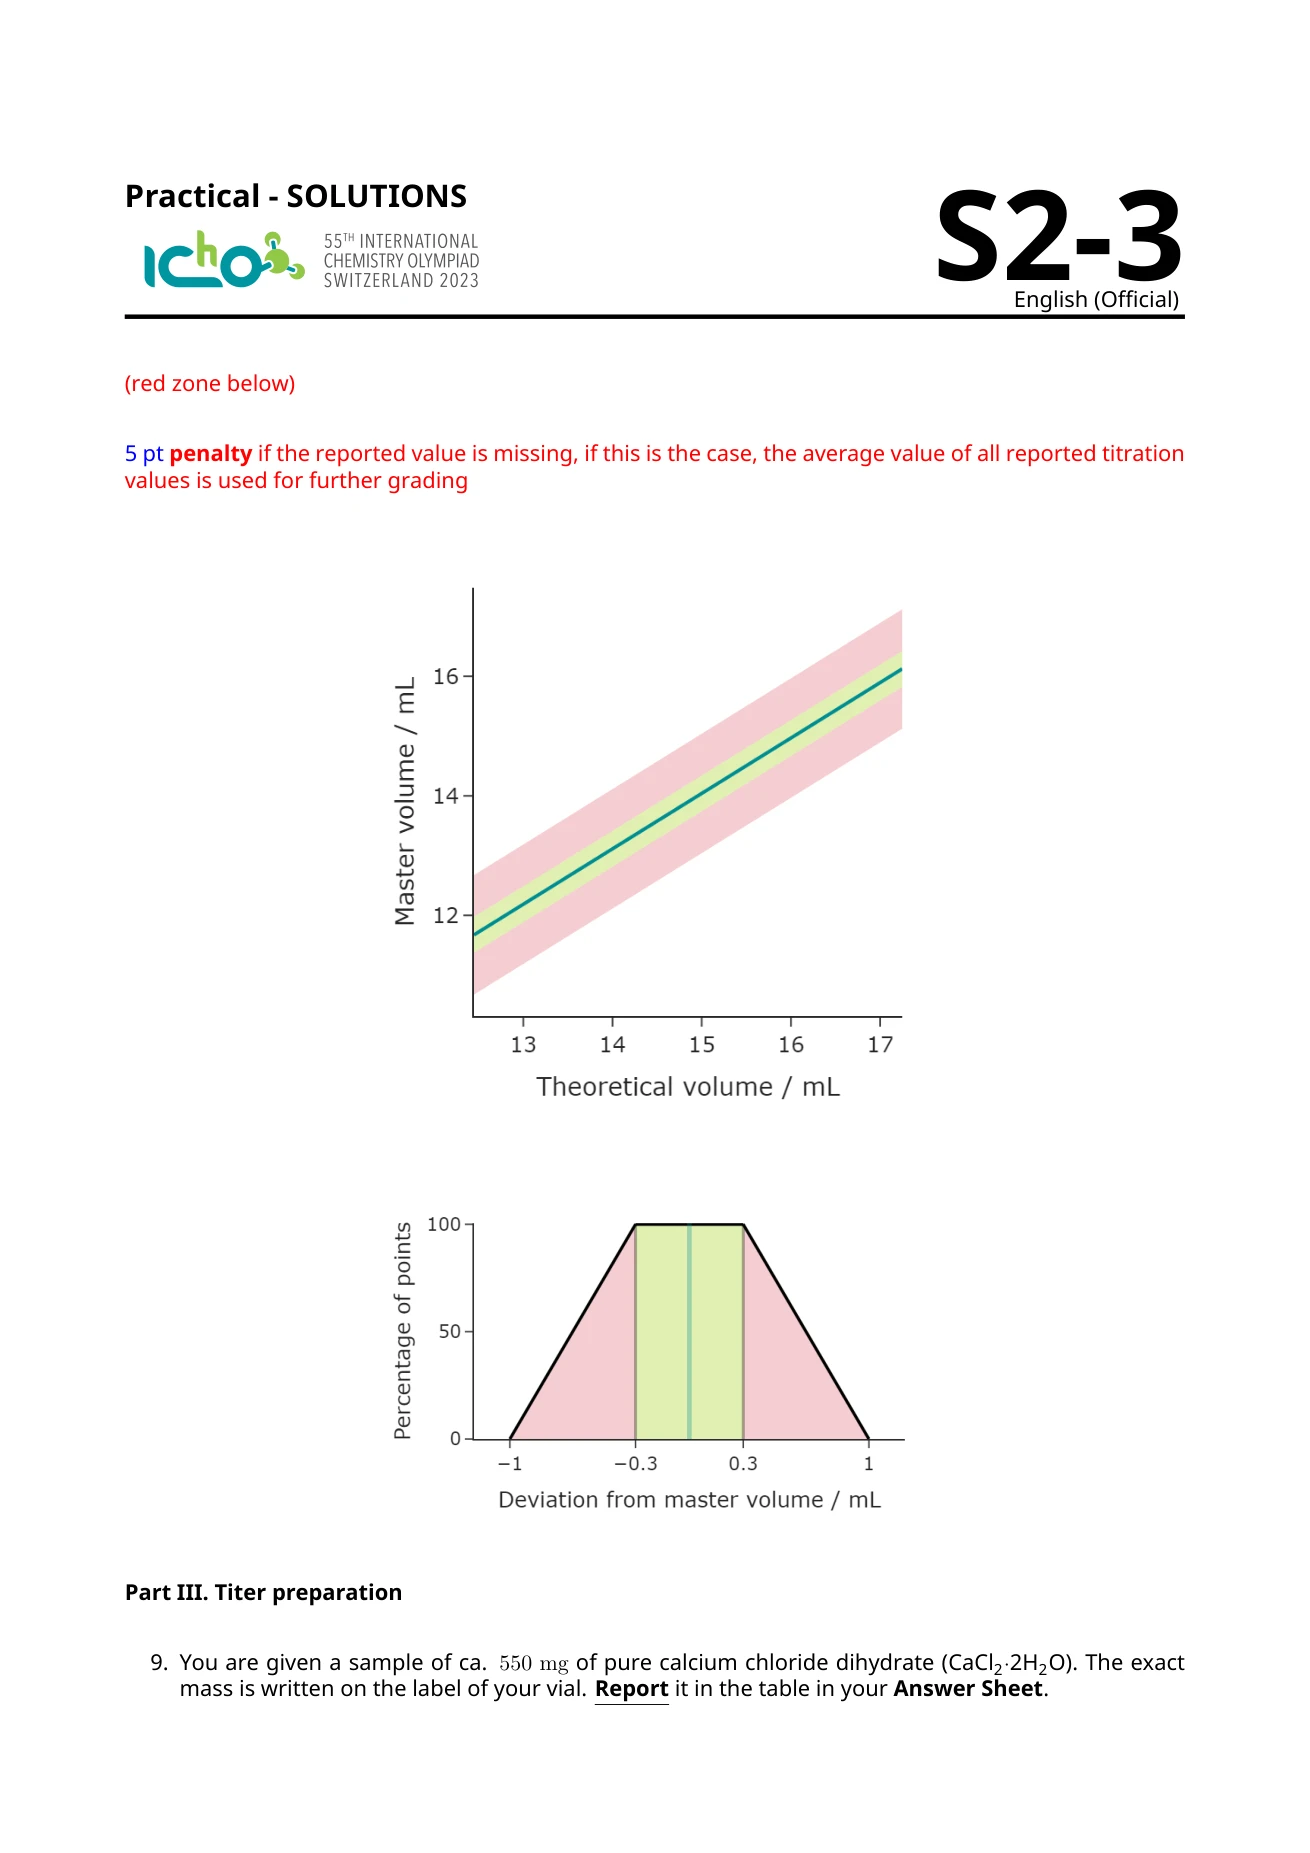 Practical - SOLUTIONS
S2-3
IChO
55TH INTERNATIONAL
CHEMISTRY OLYMPIAD
SWITZERLAND 2023
English (Official)
(red zone below)
5 pt penalty if the reported value is missing, if this is the case, the average value of all reported titration
values is used for further grading
Master volume / mL
16
14
12
13 14 15 16 17
Theoretical volume / mL
Percentage of points
100
50
0
−1 −0.3 0.3 1
Deviation from master volume / mL
Part III. Titer preparation
9. You are given a sample of ca. 550 mg of pure calcium chloride dihydrate (CaCl₂·2H₂O). The exact
mass is written on the label of your vial. Report it in the table in your Answer Sheet.